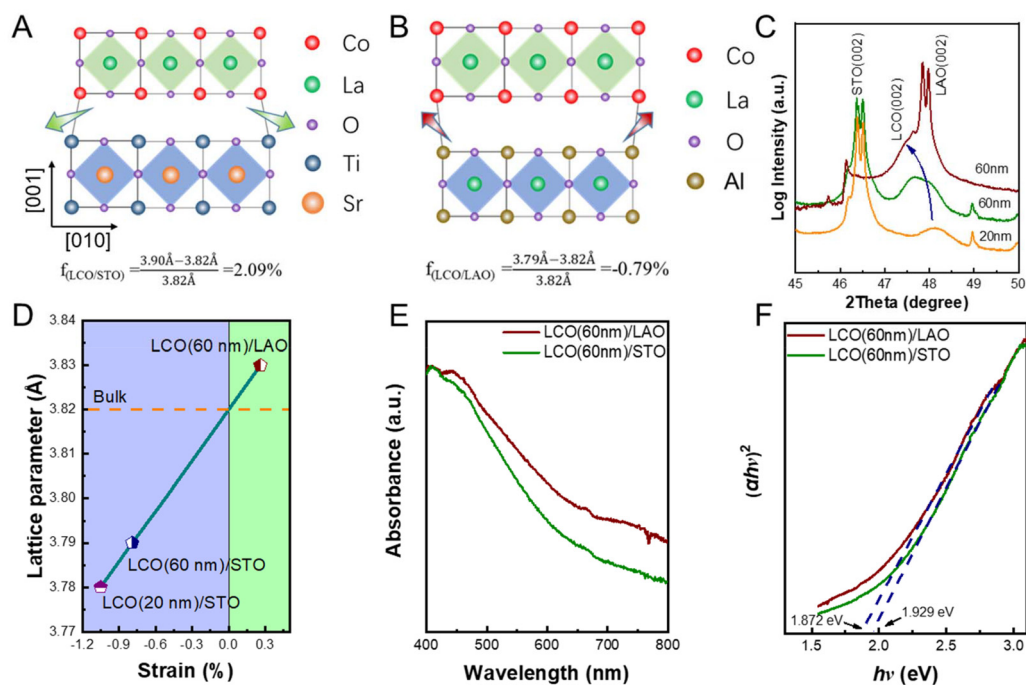 A
Co
La
O
Ti
Sr
[001]
[010]
f(LCO/STO)=3.90Å−3.82Å/3.82Å=2.09%
B
Co
La
O
Al
f(LCO/LAO)=3.79Å−3.82Å/3.82Å=-0.79%
C
Log Intensity (a.u.)
STO(002)
LCO(002)
LAO(002)
60nm
60nm
20nm
45 46 47 48 49 50
2Theta (degree)
D
Lattice parameter (Å)
3.84
3.83
3.82
3.81
3.80
3.79
3.78
3.77
LCO(60 nm)/LAO
Bulk
LCO(60 nm)/STO
LCO(20 nm)/STO
-1.2 -0.9 -0.6 -0.3 0.0 0.3
Strain (%)
E
Absorbance (a.u.)
LCO(60nm)/LAO
LCO(60nm)/STO
400 500 600 700 800
Wavelength (nm)
F
(αhν)²
LCO(60nm)/LAO
LCO(60nm)/STO
1.872 eV
1.929 eV
1.5 2.0 2.5 3.0
hν (eV)